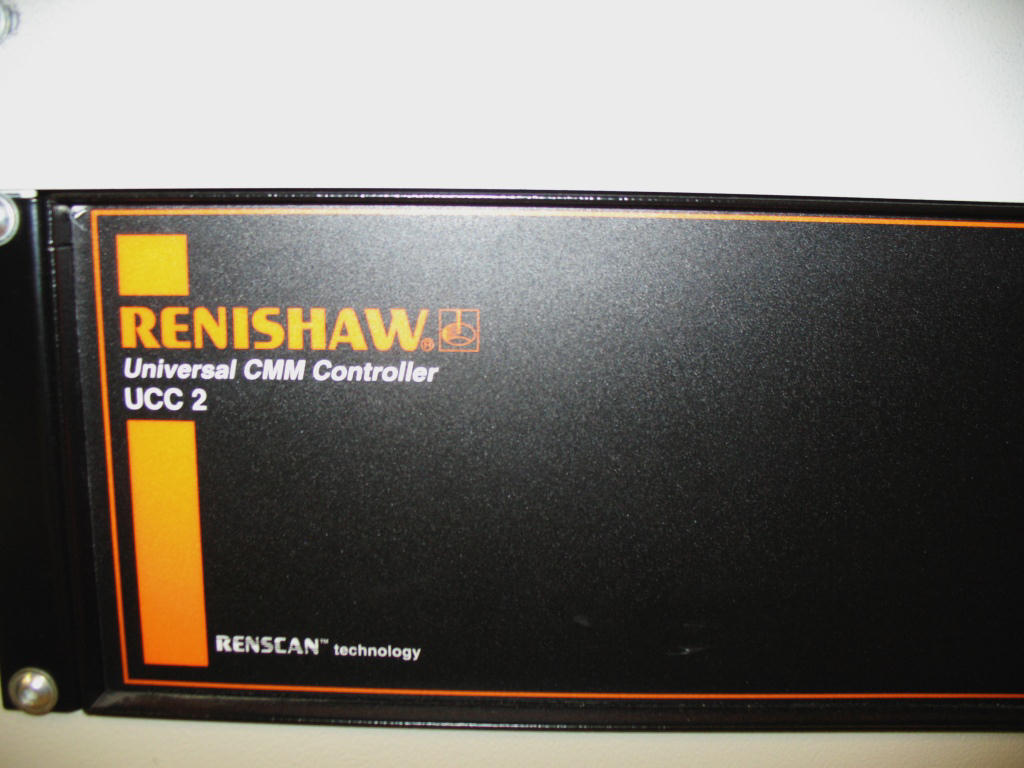 RENISHAW®
Universal CMM Controller
UCC 2
RENSCAN™ technology